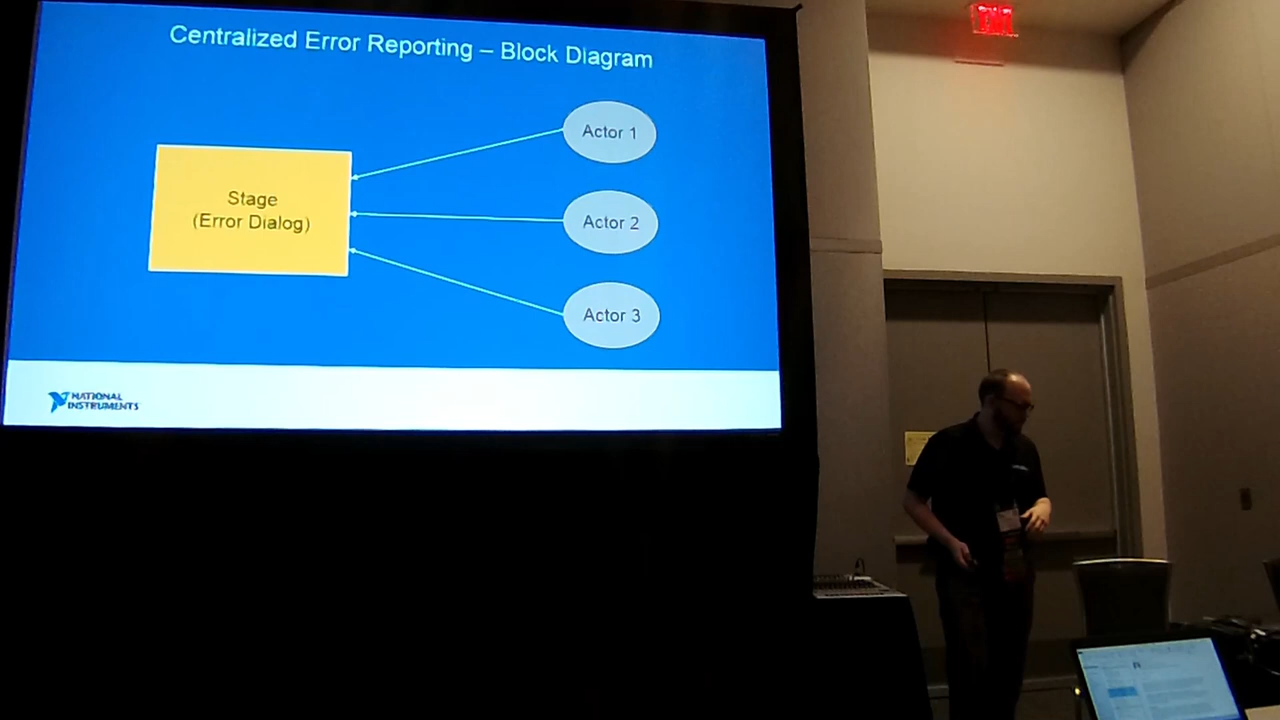 Centralized Error Reporting – Block Diagram
Actor 1
Stage
(Error Dialog)
Actor 2
Actor 3
NATIONAL
INSTRUMENTS
EXIT